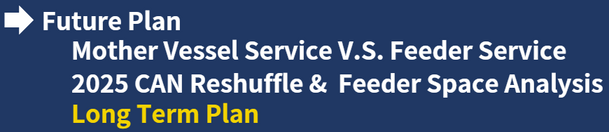 Future Plan
Mother Vessel Service V.S. Feeder Service
2025 CAN Reshuffle & Feeder Space Analysis
Long Term Plan